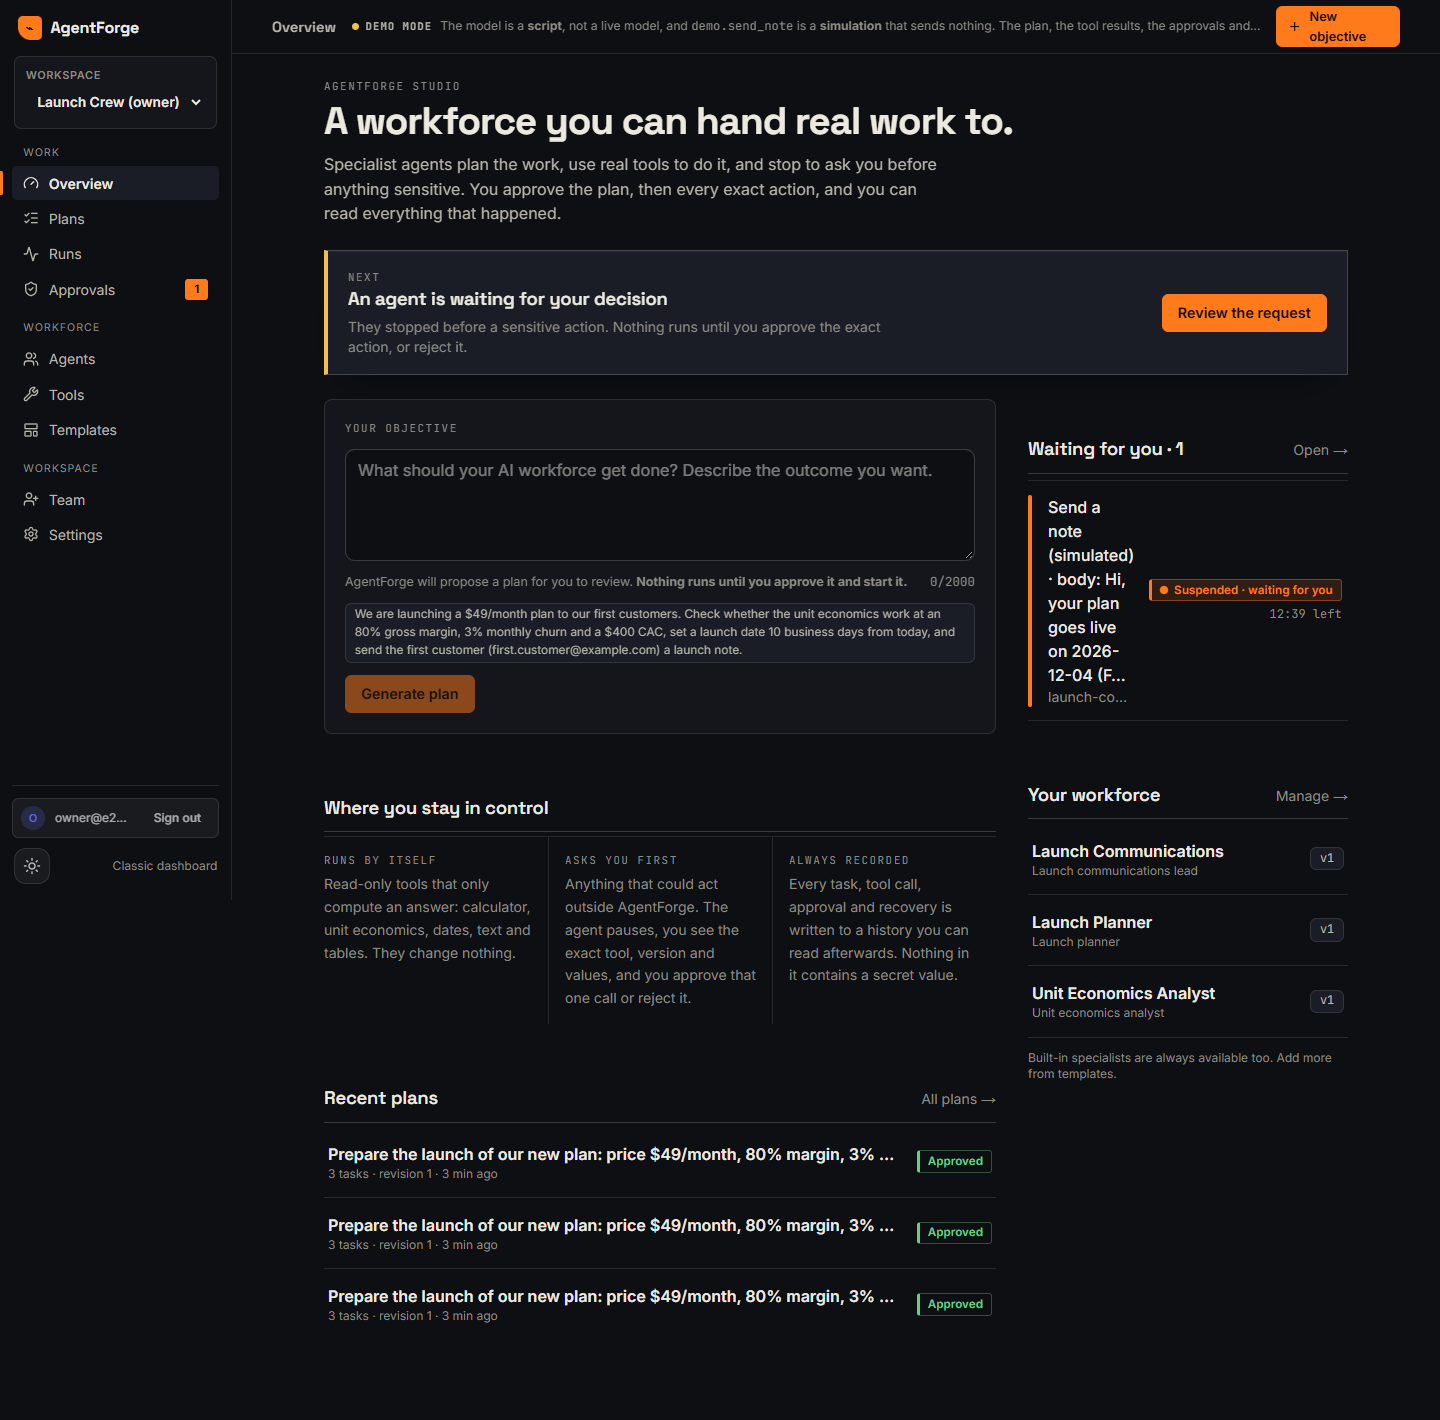 AgentForge
WORKSPACE
Launch Crew (owner)
WORK
Overview
Plans
Runs
Approvals
1
WORKFORCE
Agents
Tools
Templates
WORKSPACE
Team
Settings
O
owner@e2...
Sign out
Classic dashboard
Overview
DEMO MODE
The model is a script, not a live model, and demo.send_note is a simulation that sends nothing. The plan, the tool results, the approvals and...
+ New
objective
AGENTFORGE STUDIO
A workforce you can hand real work to.
Specialist agents plan the work, use real tools to do it, and stop to ask you before
anything sensitive. You approve the plan, then every exact action, and you can
read everything that happened.
NEXT
An agent is waiting for your decision
They stopped before a sensitive action. Nothing runs until you approve the exact
action, or reject it.
Review the request
YOUR OBJECTIVE
What should your AI workforce get done? Describe the outcome you want.
AgentForge will propose a plan for you to review. Nothing runs until you approve it and start it.
0/2000
We are launching a $49/month plan to our first customers. Check whether the unit economics work at an
80% gross margin, 3% monthly churn and a $400 CAC, set a launch date 10 business days from today, and
send the first customer (first.customer@example.com) a launch note.
Generate plan
Waiting for you · 1
Open →
Send a
note
(simulated)
· body: Hi,
your plan
goes live
on 2026-
12-04 (F...
launch-co...
Suspended · waiting for you
12:39 left
Where you stay in control
RUNS BY ITSELF
Read-only tools that only
compute an answer: calculator,
unit economics, dates, text and
tables. They change nothing.
ASKS YOU FIRST
Anything that could act
outside AgentForge. The
agent pauses, you see the
exact tool, version and
values, and you approve that
one call or reject it.
ALWAYS RECORDED
Every task, tool call,
approval and recovery is
written to a history you can
read afterwards. Nothing in
it contains a secret value.
Your workforce
Manage →
Launch Communications
Launch communications lead
v1
Launch Planner
Launch planner
v1
Unit Economics Analyst
Unit economics analyst
v1
Built-in specialists are always available too. Add more
from templates.
Recent plans
All plans →
Prepare the launch of our new plan: price $49/month, 80% margin, 3% ...
3 tasks · revision 1 · 3 min ago
Approved
Prepare the launch of our new plan: price $49/month, 80% margin, 3% ...
3 tasks · revision 1 · 3 min ago
Approved
Prepare the launch of our new plan: price $49/month, 80% margin, 3% ...
3 tasks · revision 1 · 3 min ago
Approved